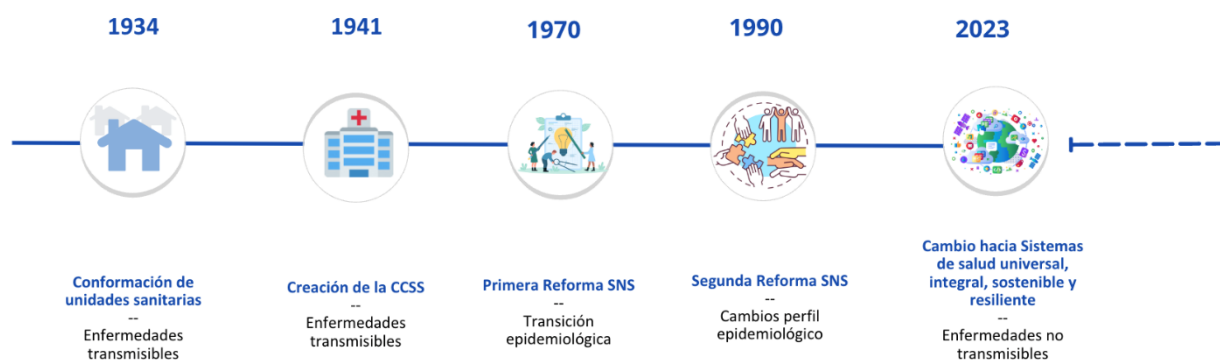 1934
1941
1970
1990
2023
Conformación de
unidades sanitarias
--
Enfermedades
transmisibles
Creación de la CCSS
--
Enfermedades
transmisibles
Primera Reforma SNS
--
Transición
epidemiológica
Segunda Reforma SNS
--
Cambios perfil
epidemiológico
Cambio hacia Sistemas
de salud universal,
integral, sostenible y
resiliente
--
Enfermedades no
transmisibles